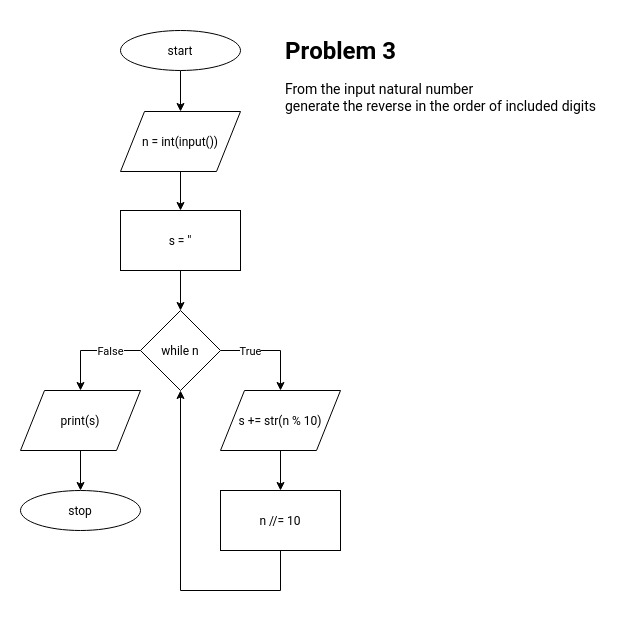 start
Problem 3
From the input natural number
generate the reverse in the order of included digits
n = int(input())
s = ''
while n
False
True
print(s)
s += str(n % 10)
stop
n //= 10